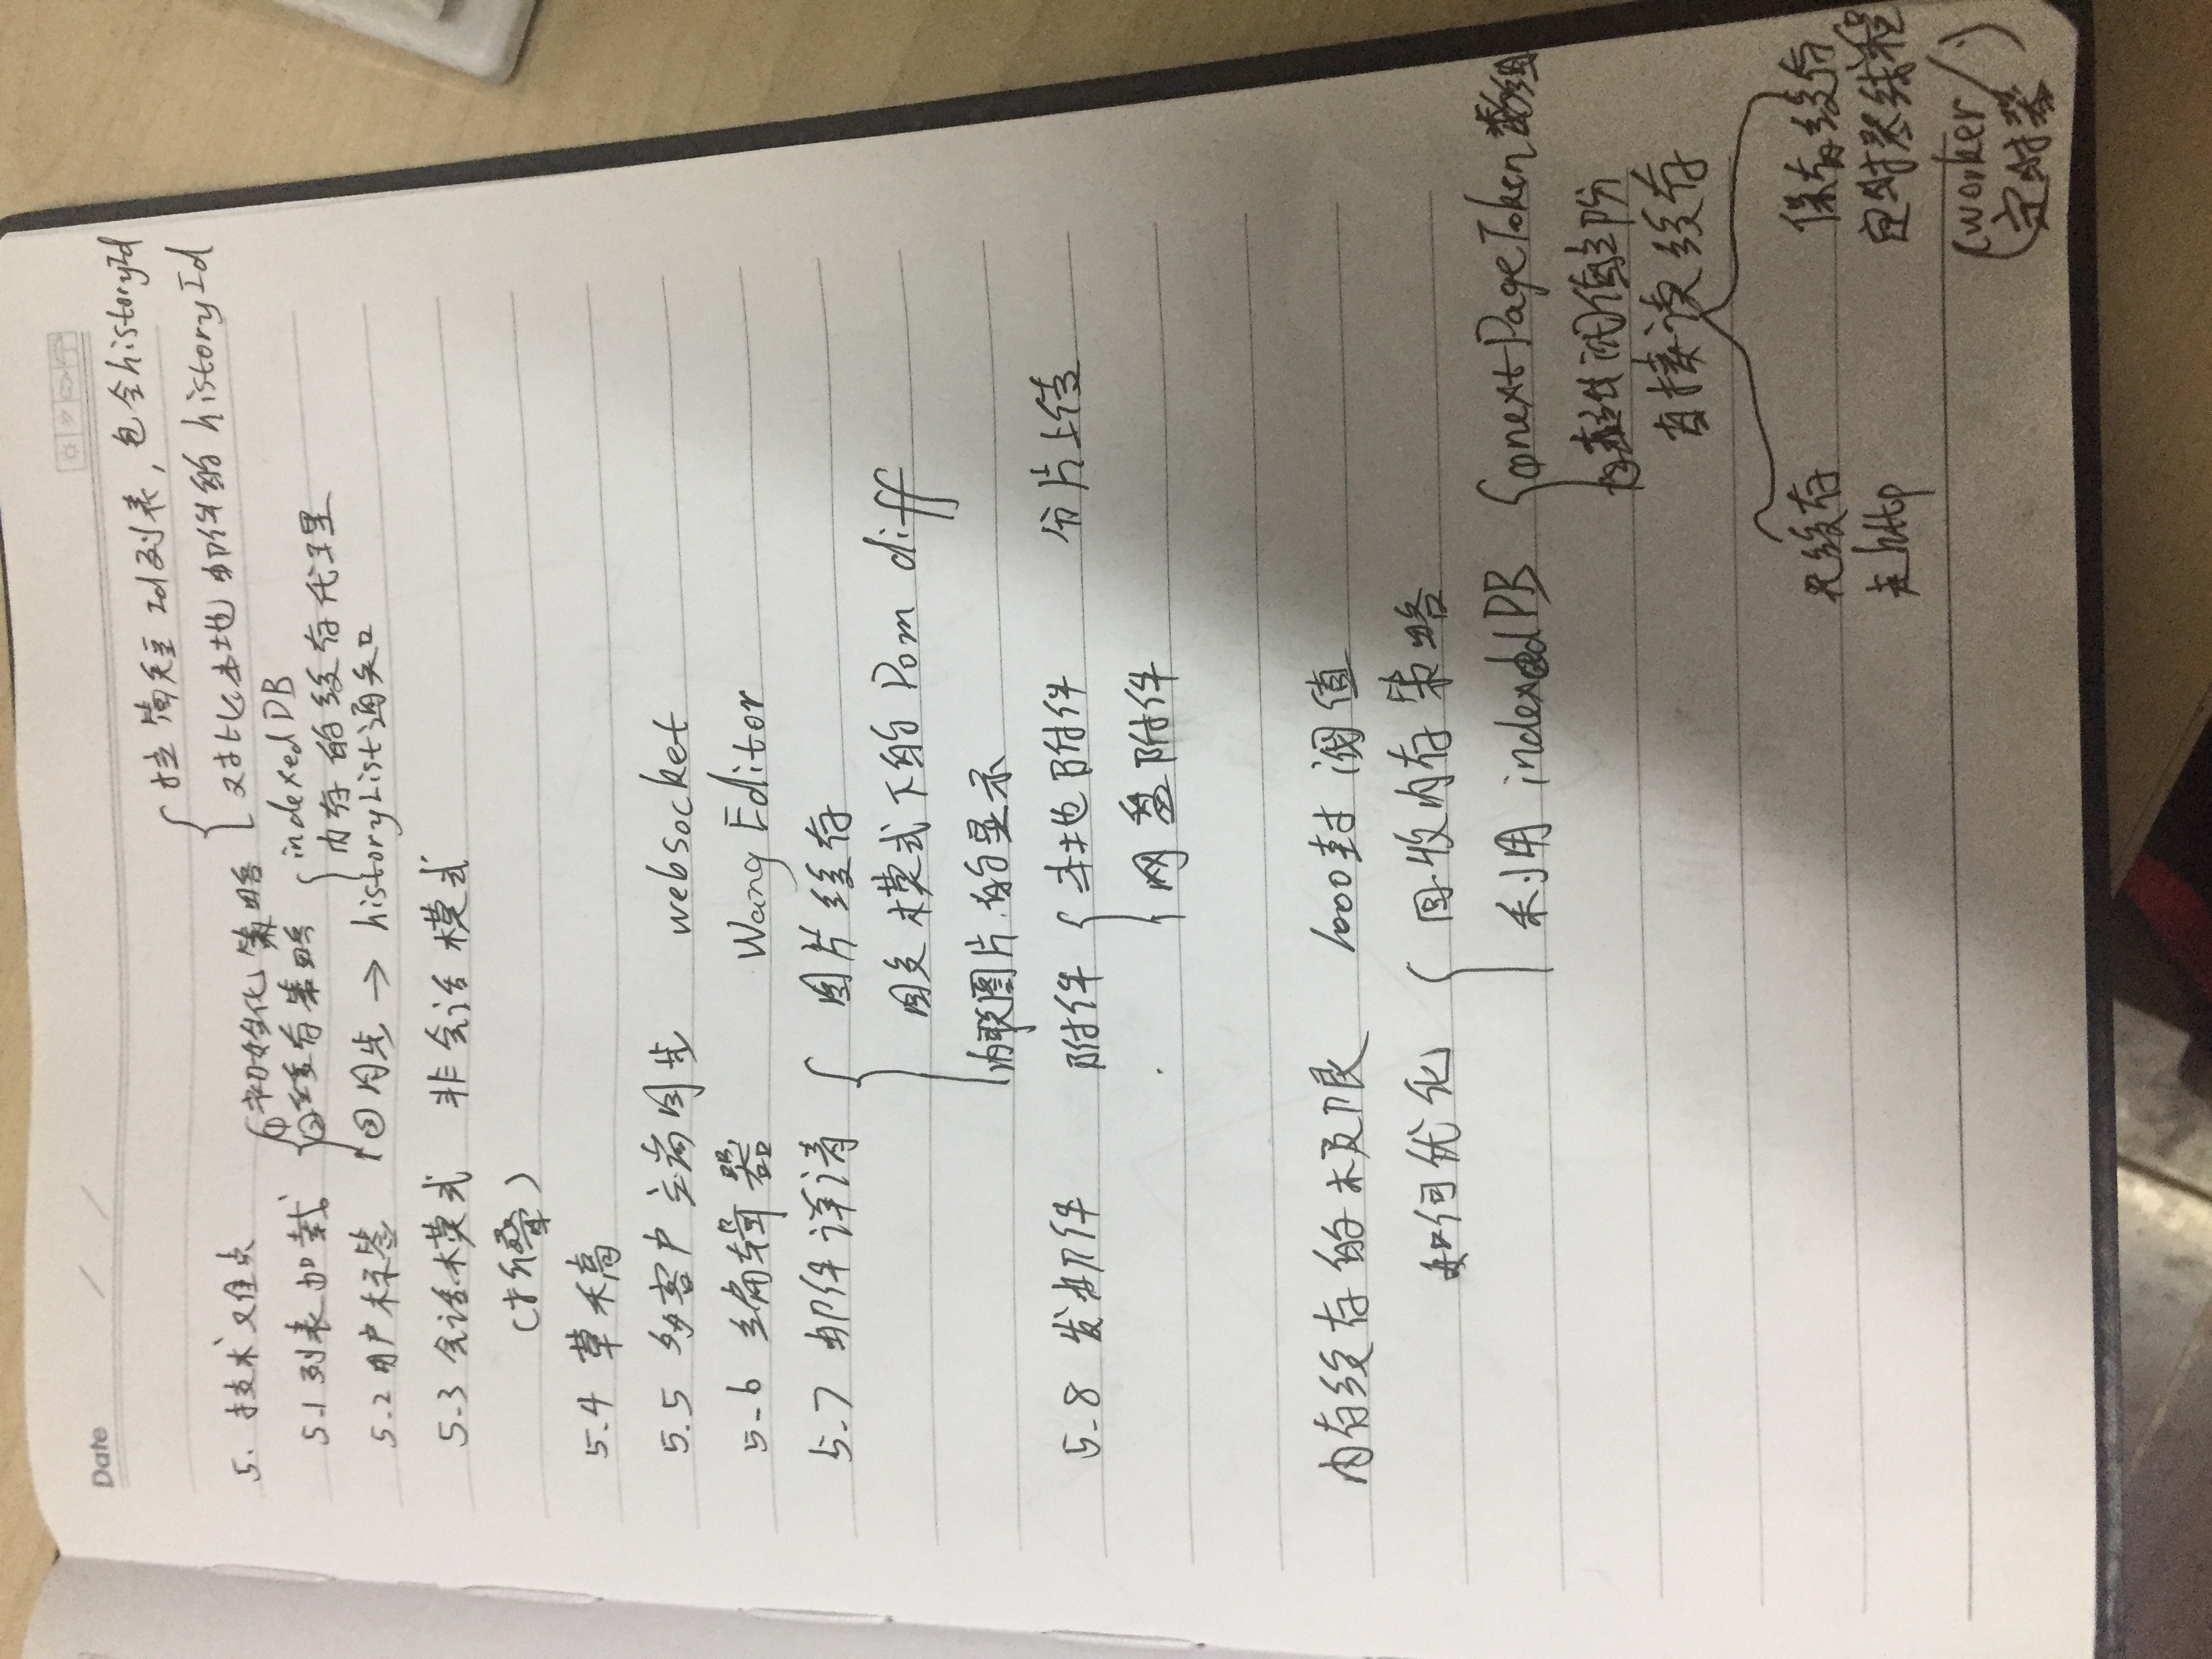 Date / /
拉简短Id列表，包含historyId
对比本地邮件的historyId
5. 技术难点
①初始化策略
5.1 列表加载
②缓存策略
indexedDB
内存的缓存代理
5.2 用户标签
③同步 → historyList通知
5.3 会话模式 非会话模式
（折叠）
5.4 草稿
5.5 多客户端同步 websocket
5-6 编辑器 Wang Editor
5-7 邮件详请 图片缓存
图文模式下的 Dom diff
内联图片的显示
5-8 发邮件 附件 本地附件 分片上传
网盘附件
内存缓存的极限 1000封 阈值
如何优化 回收内存策略
利用 indexedDB ①nextPageToken数组
阈值部份
直接读缓存
无缓存 保存缓存
走http 定时器线程
(worker/
定时器)